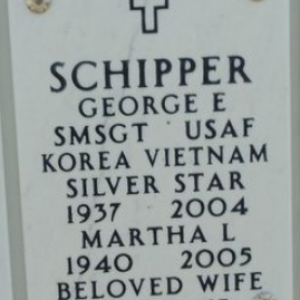 SCHIPPER
GEORGE E
SMSGT USAF
KOREA VIETNAM
SILVER STAR
1937 2004
MARTHA L
1940 2005
BELOVED WIFE